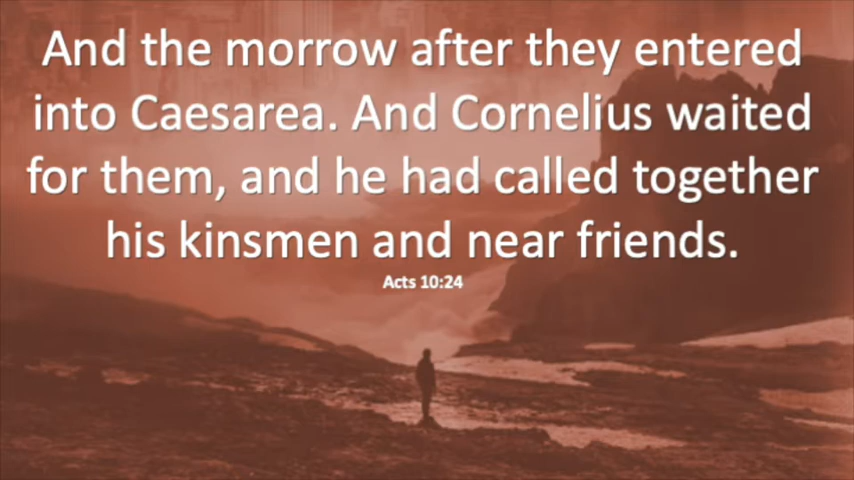 And the morrow after they entered
into Caesarea. And Cornelius waited
for them, and he had called together
his kinsmen and near friends.
Acts 10:24